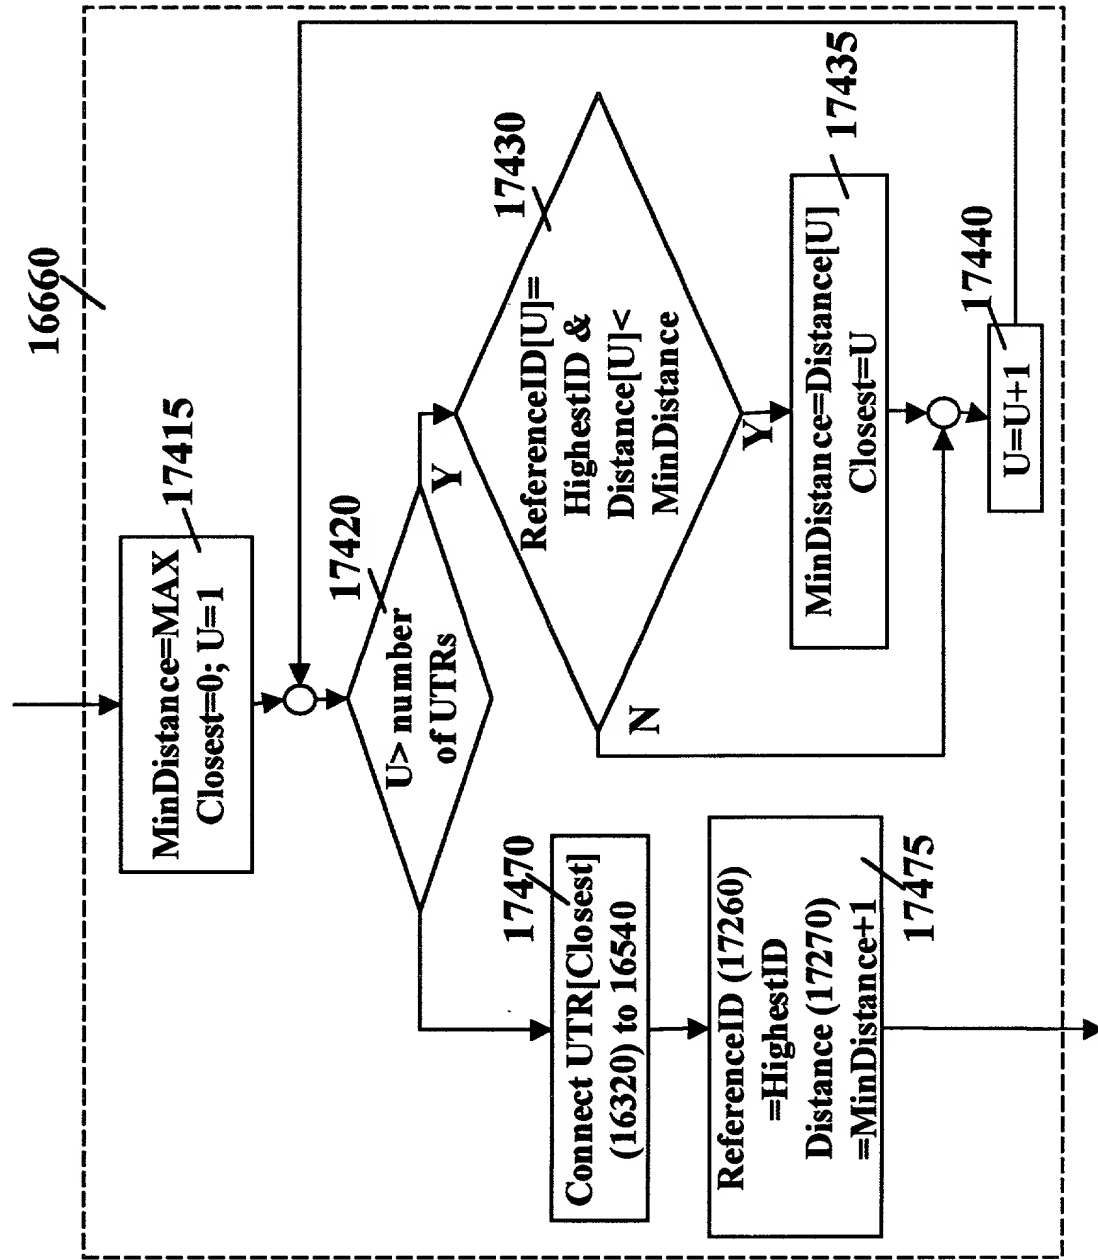 16660
MinDistance=MAX
Closest=0; U=1
17415
U> number
of UTRs
17420
Y
ReferenceID[U]=
HighestID &
Distance[U]<
MinDistance
17430
Y
N
MinDistance=Distance[U]
Closest=U
17435
U=U+1
17440
Connect UTR[Closest]
(16320) to 16540
17470
ReferenceID (17260)
=HighestID
Distance (17270)
=MinDistance+1
17475